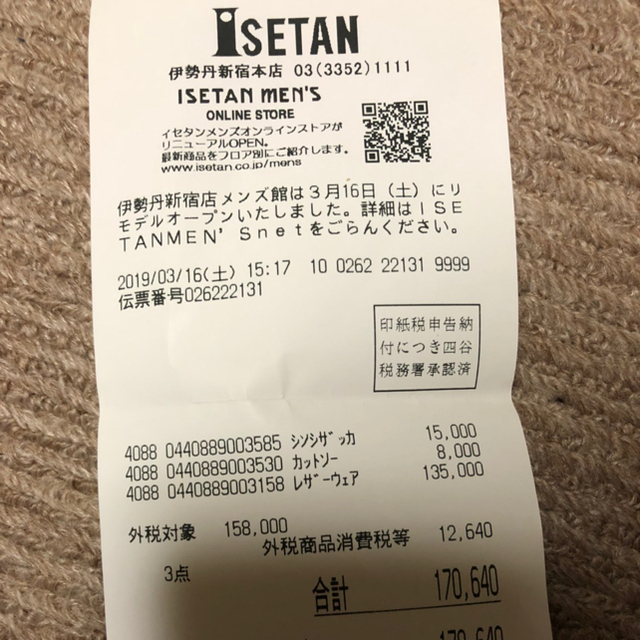 ISETAN
伊勢丹新宿本店 03(3352)1111
ISETAN MEN'S
ONLINE STORE
イセタンメンズオンラインストアが
リニューアルOPEN。
最新商品をフロア別にご紹介します。
www.isetan.co.jp/mens
伊勢丹新宿店メンズ館は3月16日(土)にリ
モデルオープンいたしました。詳細はISE
TANMEN'Snetをごらんください。
2019/03/16(土) 15:17 10 0262 22131 9999
伝票番号026222131
印紙税申告納
付につき四谷
税務署承認済
4088 0440889003585 シンシザッカ 15,000
4088 0440889003530 カットソー 8,000
4088 0440889003158 レザーウェア 135,000
外税対象 158,000
外税商品消費税等 12,640
3点
合計 170,640
170,640